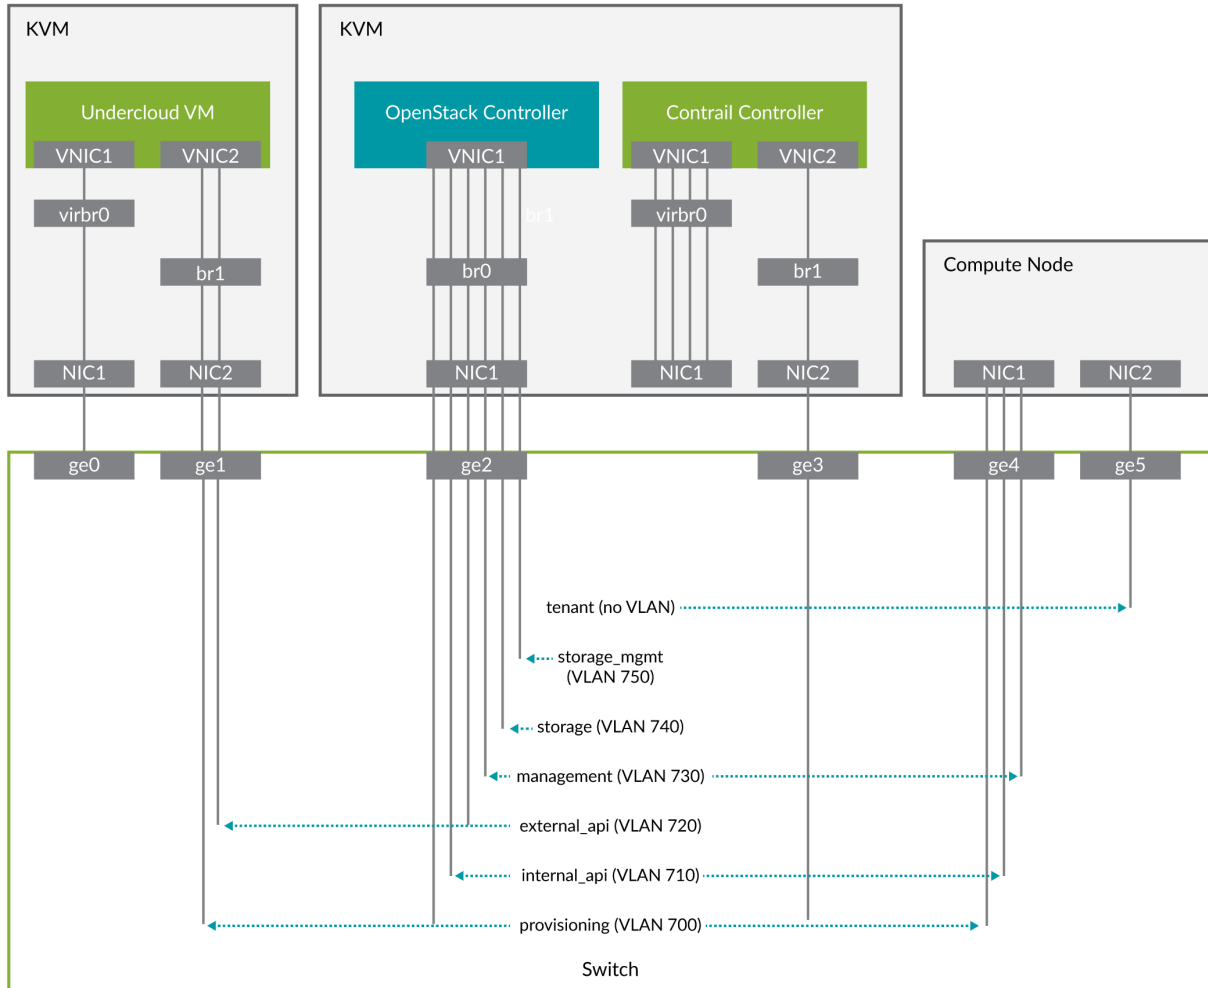 KVM
KVM
Undercloud VM
OpenStack Controller
Contrail Controller
VNIC1
VNIC2
VNIC1
VNIC1
VNIC2
virbr0
br1
virbr0
br1
br0
br1
Compute Node
NIC1
NIC2
NIC1
NIC1
NIC2
NIC1
NIC2
ge0
ge1
ge2
ge3
ge4
ge5
tenant (no VLAN)
storage_mgmt
(VLAN 750)
storage (VLAN 740)
management (VLAN 730)
external_api (VLAN 720)
internal_api (VLAN 710)
provisioning (VLAN 700)
Switch